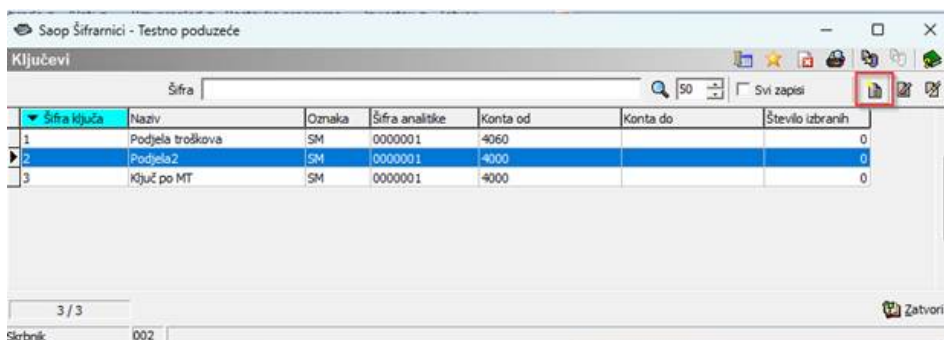 Saop Šifrarnici - Testno poduzeće
Ključevi
Šifra 50 Svi zapisi
Šifra ključa Naziv Oznaka Šifra analitike Konta od Konta do Število izbranih
1 Podjela troškova SM 0000001 4060 0
2 Podjela2 SM 0000001 4000 0
3 Ključ po MT SM 0000001 4000 0
3 / 3 Zatvori
Skrbnik 002